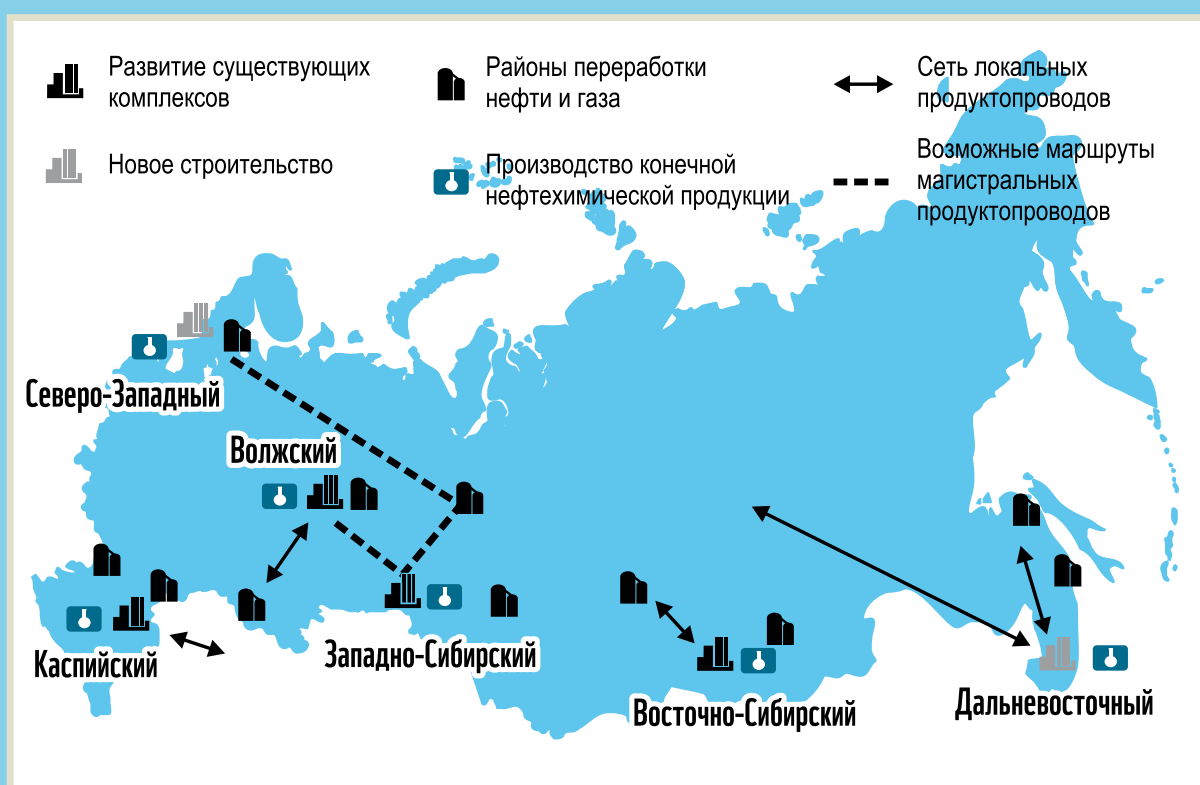 Развитие существующих
комплексов
Новое строительство
Районы переработки
нефти и газа
Производство конечной
нефтехимической продукции
Сеть локальных
продуктопроводов
Возможные маршруты
магистральных
продуктопроводов
Северо-Западный
Волжский
Каспийский
Западно-Сибирский
Восточно-Сибирский
Дальневосточный